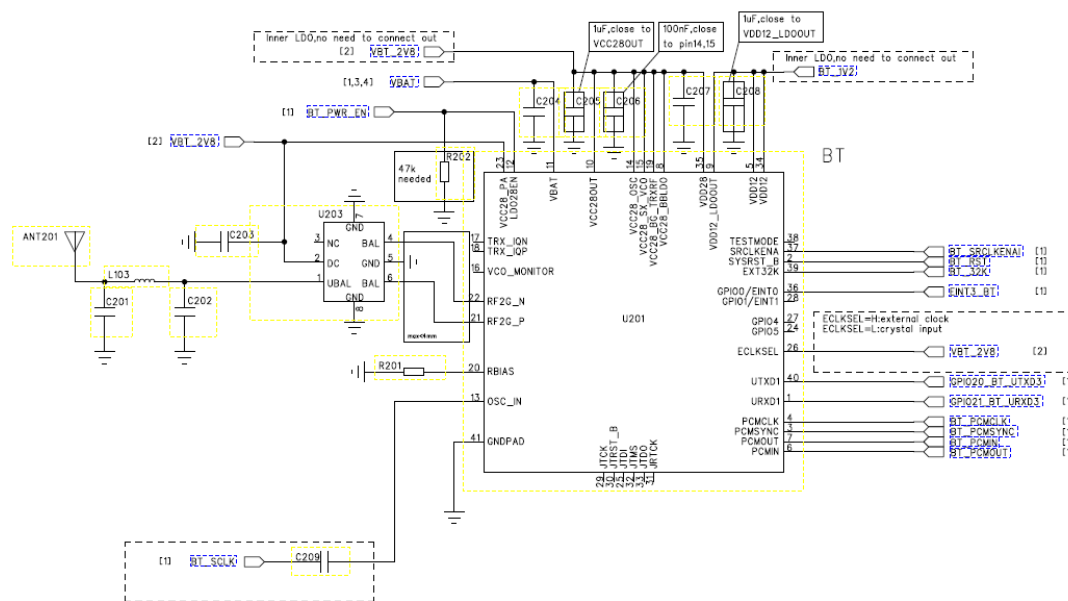 1uF,close to
VCC28OUT
100nF,close
to pin14,15
1uF,close to
VDD12_LDOOUT
Inner LDO,no need to connect out
[2] VBT_2V8
Inner LDO,no need to connect out
BT_1V2
[1,3,4] VBAT
C204
C205
C206
C207
C208
[1] BT_PWR_EN
[2] VBT_2V8
47k
needed
R202
BT
23
12
11
10
14
15
19
8
35
9
5
34
VCC28_PA
LDO28EN
VBAT
VCC28OUT
VCC28_OSC
VCC28_SX_VCO
VCC28_BG_TRXRF
VCC28_BBLDO
VDD28
VDD12_LDOOUT
VDD12
VDD12
ANT201
L103
C201
C202
C203
U203
7
GND
3 NC BAL 4
2 DC GND 5
1 UBAL BAL 6
GND
8
17 TRX_IQN
18 TRX_IQP
16 VCO_MONITOR
22 RF2G_N
21 RF2G_P
R201
20 RBIAS
13 OSC_IN
41 GNDPAD
U201
TESTMODE 38
SRCLKENA 37 BT_SRCLKENAI [1]
SYSRST_B 2 BT_RST [1]
EXT32K 39 BT_32K [1]
GPIO0/EINT0 36 EINT3_BT [1]
GPIO1/EINT1 28
GPIO4 27
GPIO5 24
ECLKSEL=H:external clock
ECLKSEL=L:crystal input
ECLKSEL 26 VBT_2V8 [2]
UTXD1 40 GPIO20_BT_UTXD3
URXD1 1 GPIO21_BT_URXD3
PCMCLK 4 BT_PCMCLK
PCMSYNC 3 BT_PCMSYNC
PCMOUT 7 BT_PCMIN
PCMIN 6 BT_PCMOUT
JTCK
JTRST_B
JTDI
JTMS
JTDO
JRTCK
29
30
25
32
33
31
[1] BT_SCLK
C209